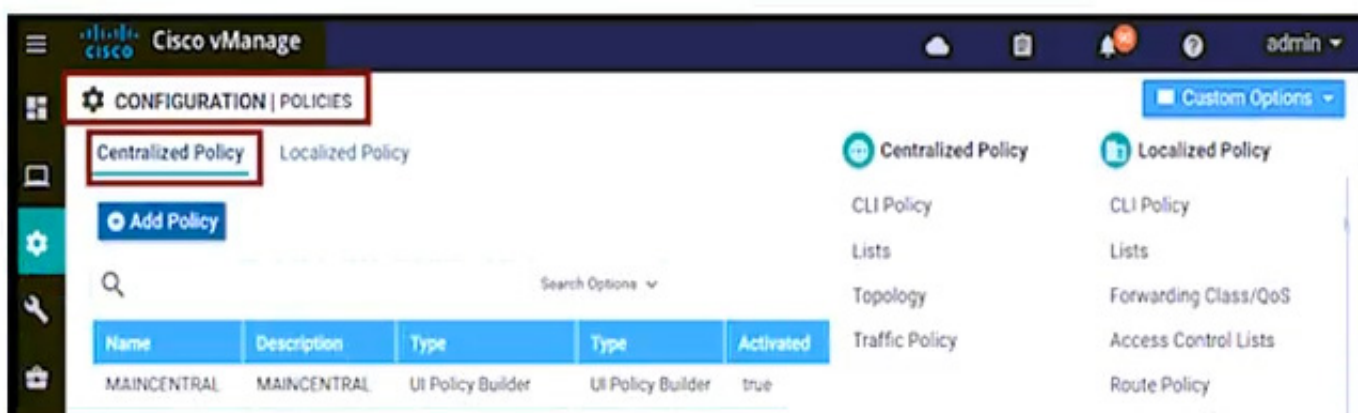 cisco Cisco vManage admin
CONFIGURATION | POLICIES Custom Options
Centralized Policy Localized Policy
Add Policy
Search Options
Name Description Type Type Activated
MAINCENTRAL MAINCENTRAL UI Policy Builder UI Policy Builder true
Centralized Policy
CLI Policy
Lists
Topology
Traffic Policy
Localized Policy
CLI Policy
Lists
Forwarding Class/QoS
Access Control Lists
Route Policy